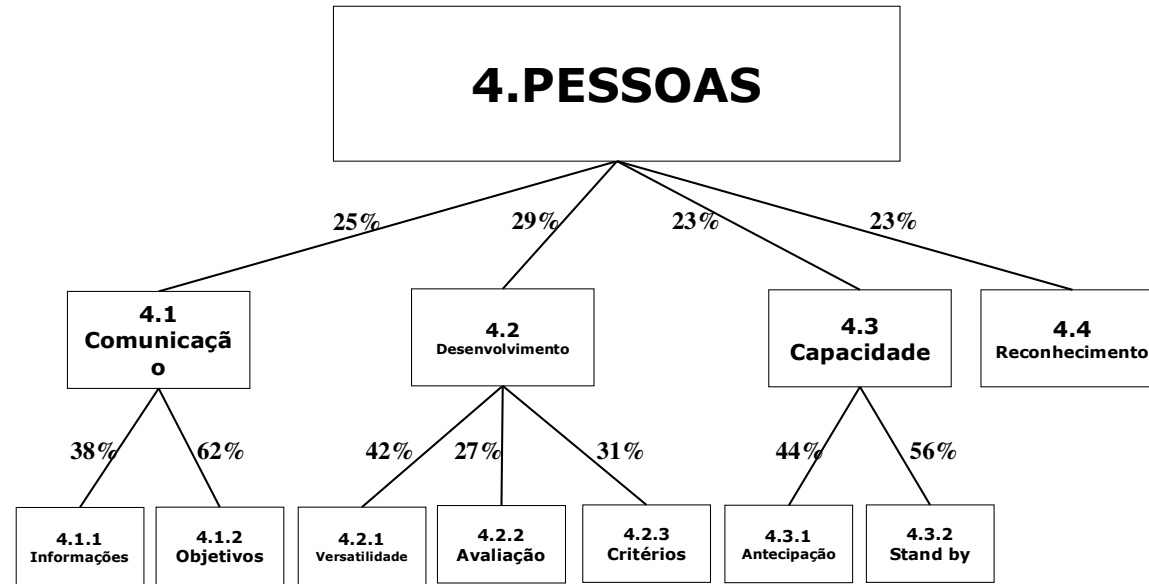 4.PESSOAS
25%
29%
23%
23%
4.1
Comunicaçã
o
4.2
Desenvolvimento
4.3
Capacidade
4.4
Reconhecimento
38%
62%
42%
27%
31%
44%
56%
4.1.1
Informações
4.1.2
Objetivos
4.2.1
Versatilidade
4.2.2
Avaliação
4.2.3
Critérios
4.3.1
Antecipação
4.3.2
Stand by